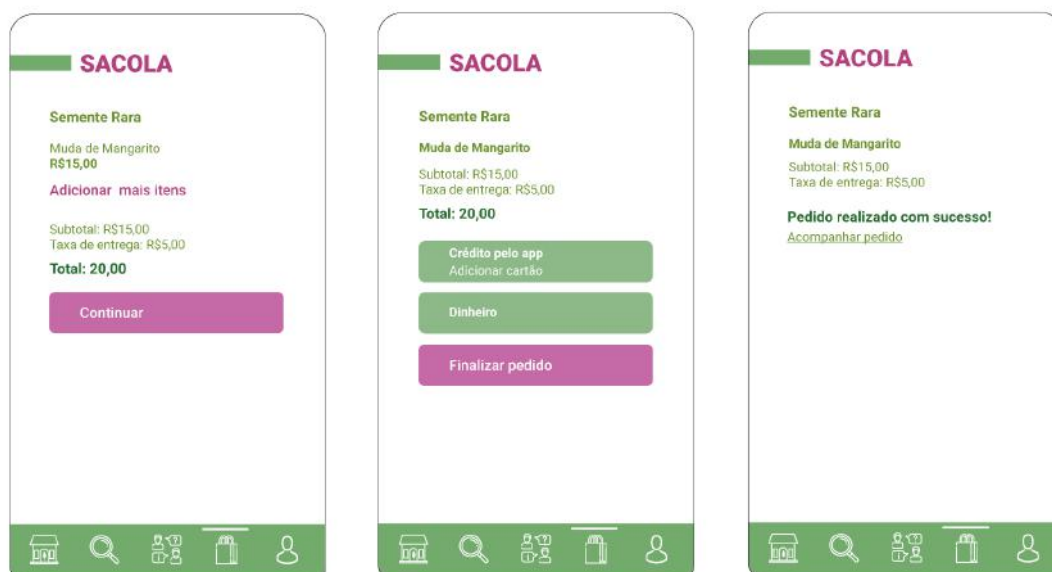 SACOLA
Semente Rara
Muda de Mangarito
R$15,00
Adicionar mais itens
Subtotal: R$15,00
Taxa de entrega: R$5,00
Total: 20,00
Continuar
SACOLA
Semente Rara
Muda de Mangarito
Subtotal: R$15,00
Taxa de entrega: R$5,00
Total: 20,00
Crédito pelo app
Adicionar cartão
Dinheiro
Finalizar pedido
SACOLA
Semente Rara
Muda de Mangarito
Subtotal: R$15,00
Taxa de entrega: R$5,00
Pedido realizado com sucesso!
Acompanhar pedido